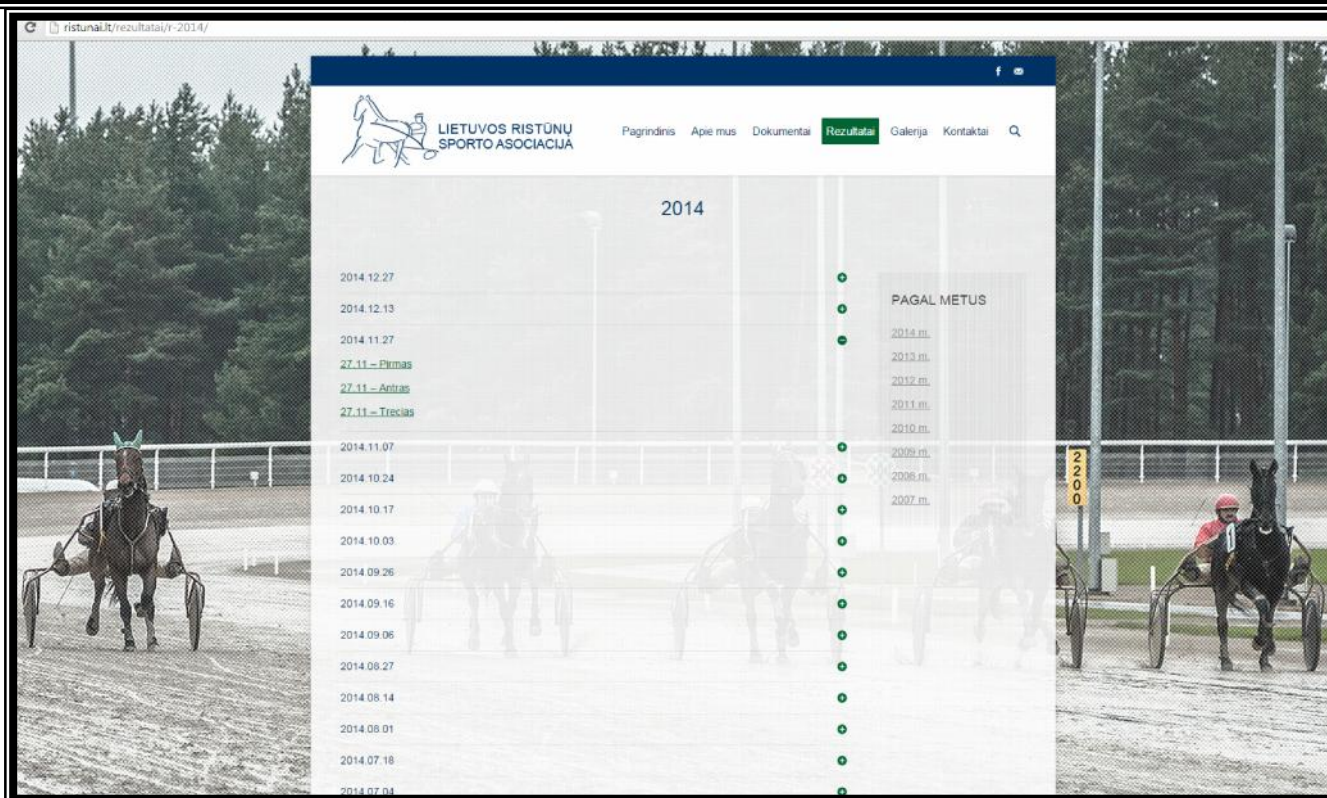 ristunai.lt/rezultatai/r-2014/
LIETUVOS RISTŪNŲ
SPORTO ASOCIACIJA
Pagrindinis Apie mus Dokumentai Rezultatai Galerija Kontaktai
2014
2014.12.27
2014.12.13
2014.11.27
27.11 – Pirmas
27.11 – Antras
27.11 – Trecias
2014.11.07
2014.10.24
2014.10.17
2014.10.03
2014.09.26
2014.09.16
2014.09.06
2014.08.27
2014.08.14
2014.08.01
2014.07.18
2014.07.04
PAGAL METUS
2014 m.
2013 m.
2012 m.
2011 m.
2010 m.
2009 m.
2008 m.
2007 m.
2200
1